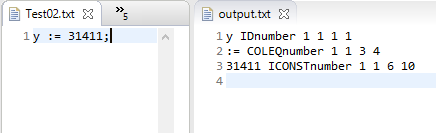 Test02.txt
»5
output.txt
1 y := 31411;
1 y IDnumber 1 1 1 1
2 := COLEQnumber 1 1 3 4
3 31411 ICONSTnumber 1 1 6 10
4